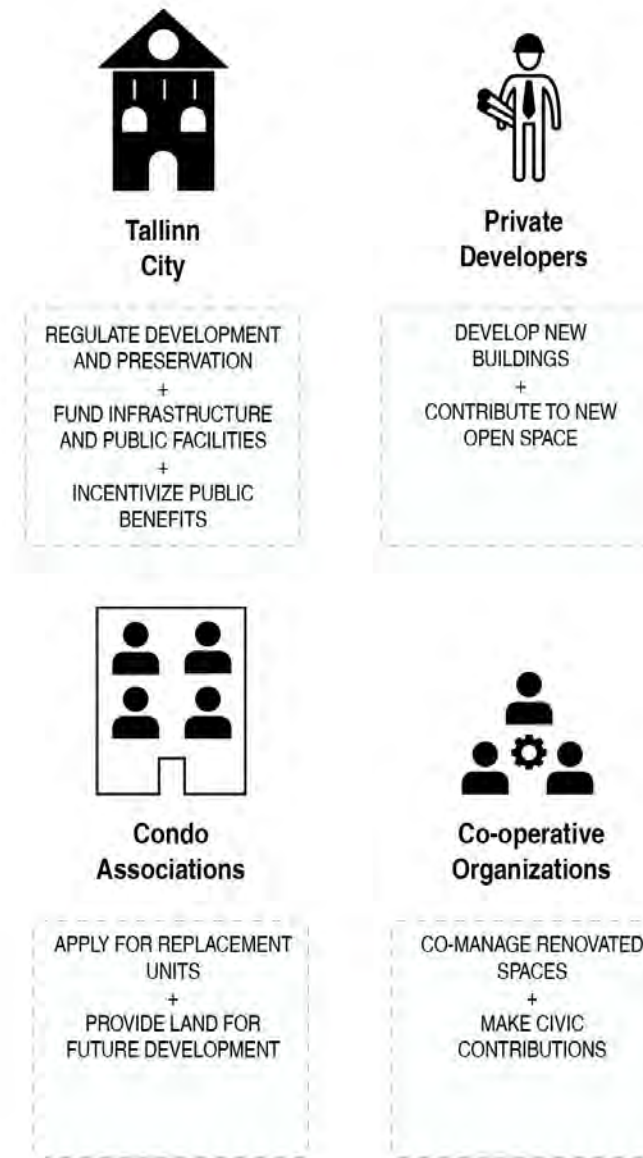 Tallinn
City
REGULATE DEVELOPMENT
AND PRESERVATION
+
FUND INFRASTRUCTURE
AND PUBLIC FACILITIES
+
INCENTIVIZE PUBLIC
BENEFITS
Private
Developers
DEVELOP NEW
BUILDINGS
+
CONTRIBUTE TO NEW
OPEN SPACE
Condo
Associations
APPLY FOR REPLACEMENT
UNITS
+
PROVIDE LAND FOR
FUTURE DEVELOPMENT
Co-operative
Organizations
CO-MANAGE RENOVATED
SPACES
+
MAKE CIVIC
CONTRIBUTIONS